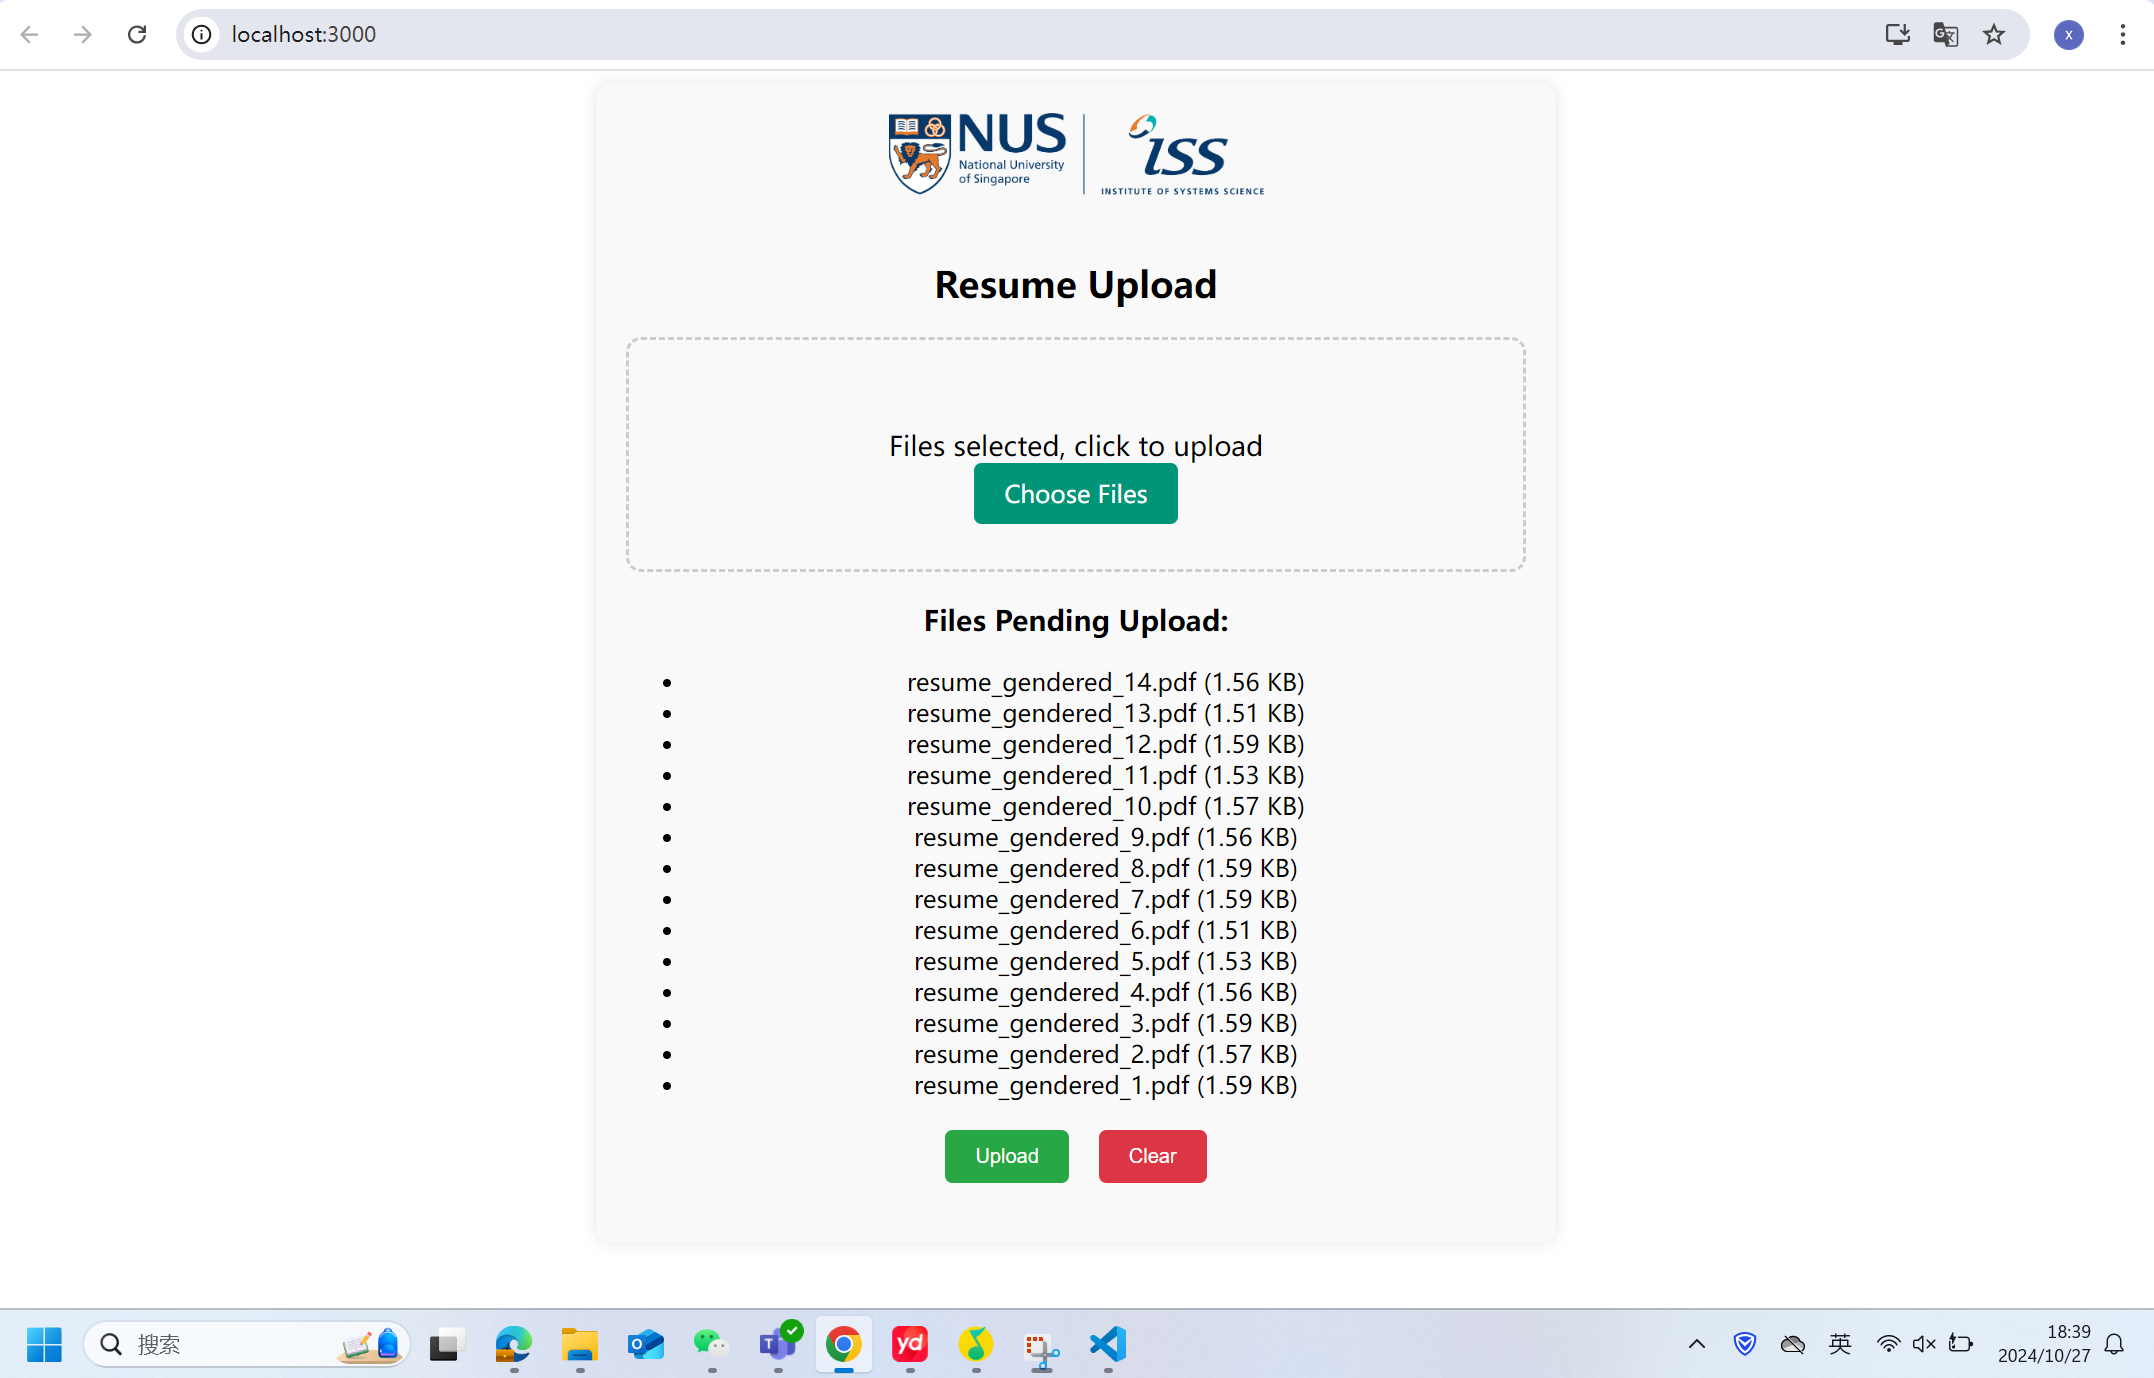 localhost:3000
x
NUS
National University
of Singapore
iss
INSTITUTE OF SYSTEMS SCIENCE
Resume Upload
Files selected, click to upload
Choose Files
Files Pending Upload:
resume_gendered_14.pdf (1.56 KB)
resume_gendered_13.pdf (1.51 KB)
resume_gendered_12.pdf (1.59 KB)
resume_gendered_11.pdf (1.53 KB)
resume_gendered_10.pdf (1.57 KB)
resume_gendered_9.pdf (1.56 KB)
resume_gendered_8.pdf (1.59 KB)
resume_gendered_7.pdf (1.59 KB)
resume_gendered_6.pdf (1.51 KB)
resume_gendered_5.pdf (1.53 KB)
resume_gendered_4.pdf (1.56 KB)
resume_gendered_3.pdf (1.59 KB)
resume_gendered_2.pdf (1.57 KB)
resume_gendered_1.pdf (1.59 KB)
Upload Clear
搜索
yd
英
18:39
2024/10/27